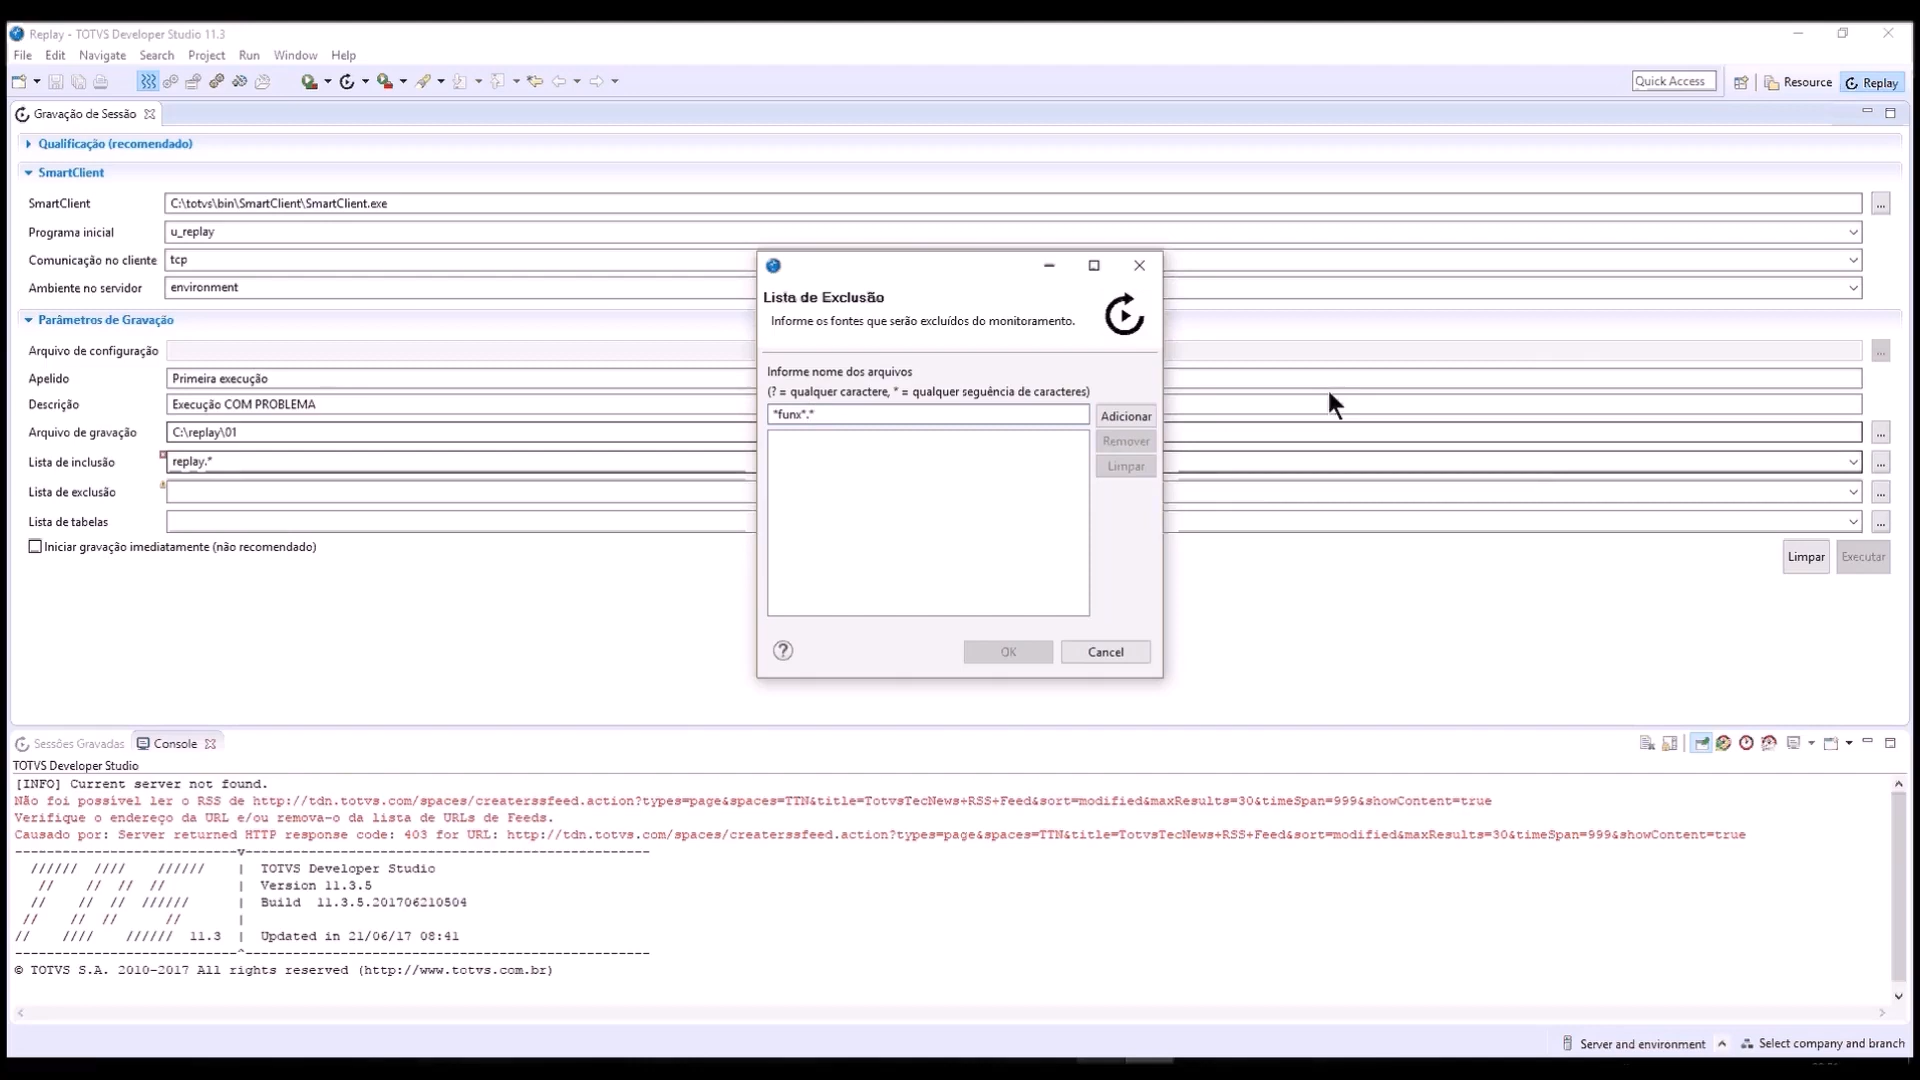 Replay - TOTVS Developer Studio 11.3
File Edit Navigate Search Project Run Window Help
Quick Access Resource Replay
Gravação de Sessão
Qualificação (recomendado)
SmartClient
SmartClient C:\totvs\bin\SmartClient\SmartClient.exe ...
Programa inicial u_replay
Comunicação no cliente tcp
Ambiente no servidor environment
Parâmetros de Gravação
Arquivo de configuração ...
Apelido Primeira execução
Descrição Execução COM PROBLEMA
Arquivo de gravação C:\replay\01 ...
Lista de inclusão replay.* ...
Lista de exclusão ...
Lista de tabelas ...
Iniciar gravação imediatamente (não recomendado)
Limpar Executar
Lista de Exclusão
Informe os fontes que serão excluídos do monitoramento.
Informe nome dos arquivos
(? = qualquer caractere, * = qualquer seguência de caracteres)
*funx*.* Adicionar
Remover
Limpar
? OK Cancel
Sessões Gravadas Console
TOTVS Developer Studio
[INFO] Current server not found.
Não foi possível ler o RSS de http://tdn.totvs.com/spaces/createrssfeed.action?types=page&spaces=TTN&title=TotvsTecNews+RSS+Feed&sort=modified&maxResults=30&timeSpan=999&showContent=true
Verifique o endereço da URL e/ou remova-o da lista de URLs de Feeds.
Causado por: Server returned HTTP response code: 403 for URL: http://tdn.totvs.com/spaces/createrssfeed.action?types=page&spaces=TTN&title=TotvsTecNews+RSS+Feed&sort=modified&maxResults=30&timeSpan=999&showContent=true
----------------------------v---------------------------------------------------
////// //// ////// | TOTVS Developer Studio
// // // // | Version 11.3.5
// // // ////// | Build 11.3.5.201706210504
// // // // |
// //// ////// 11.3 | Updated in 21/06/17 08:41
----------------------------^---------------------------------------------------
© TOTVS S.A. 2010-2017 All rights reserved (http://www.totvs.com.br)
Server and environment Select company and branch